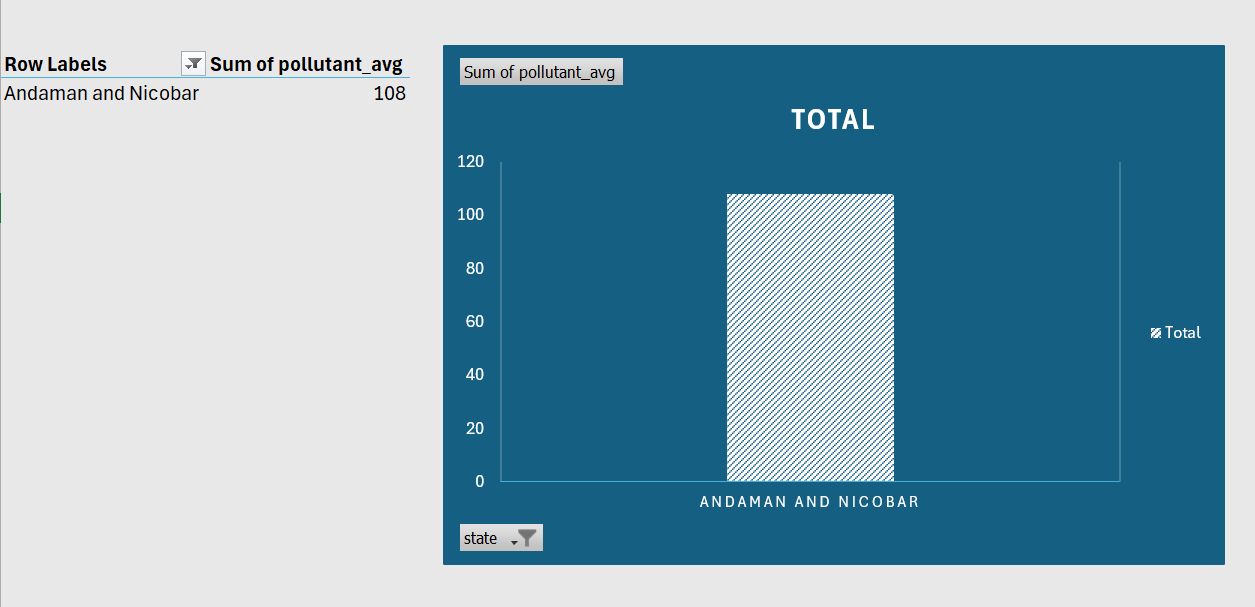 Row Labels Sum of pollutant_avg
Andaman and Nicobar 108
Sum of pollutant_avg
TOTAL
120
100
80
60
40
20
0
ANDAMAN AND NICOBAR
Total
state